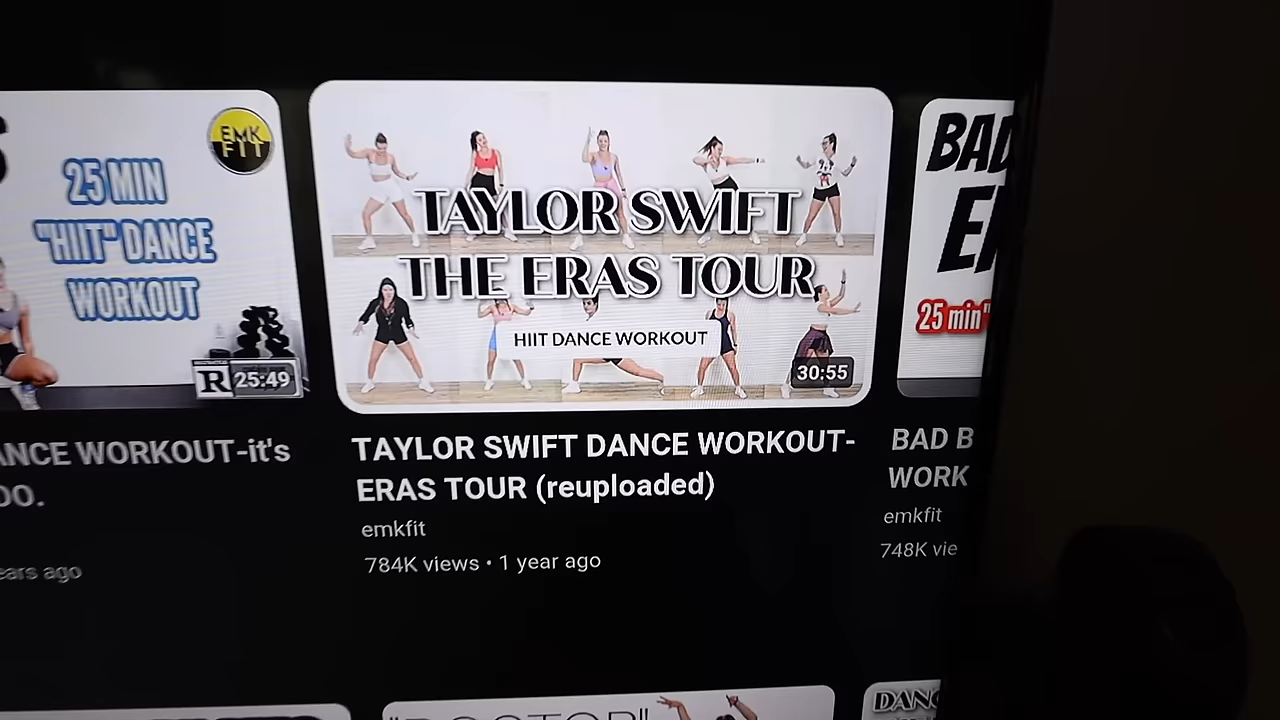 EMK
FIT
25 MIN
"HIIT" DANCE
WORKOUT
R
25:49
WORKOUT-it's
ago
TAYLOR SWIFT
THE ERAS TOUR
HIIT DANCE WORKOUT
30:55
TAYLOR SWIFT DANCE WORKOUT-
ERAS TOUR (reuploaded)
emkfit
784K views • 1 year ago
BAD
25 min"
BAD B
WORK
emkfit
748K